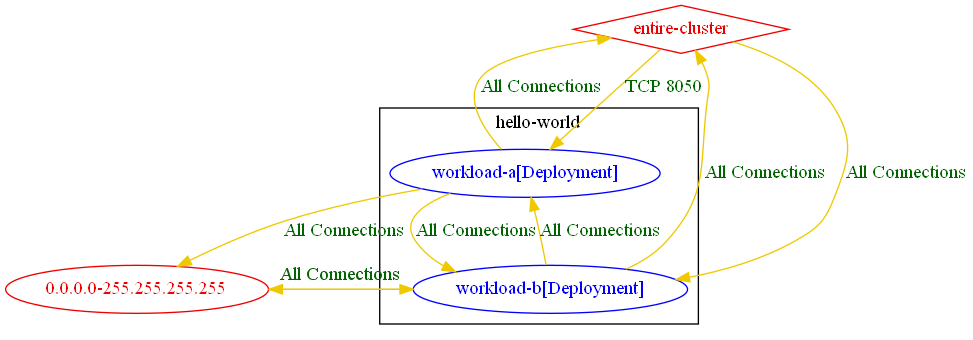 entire-cluster
All Connections
TCP 8050
hello-world
workload-a[Deployment]
All Connections
All Connections
All Connections
All Connections
All Connections
All Connections
0.0.0.0-255.255.255.255
workload-b[Deployment]